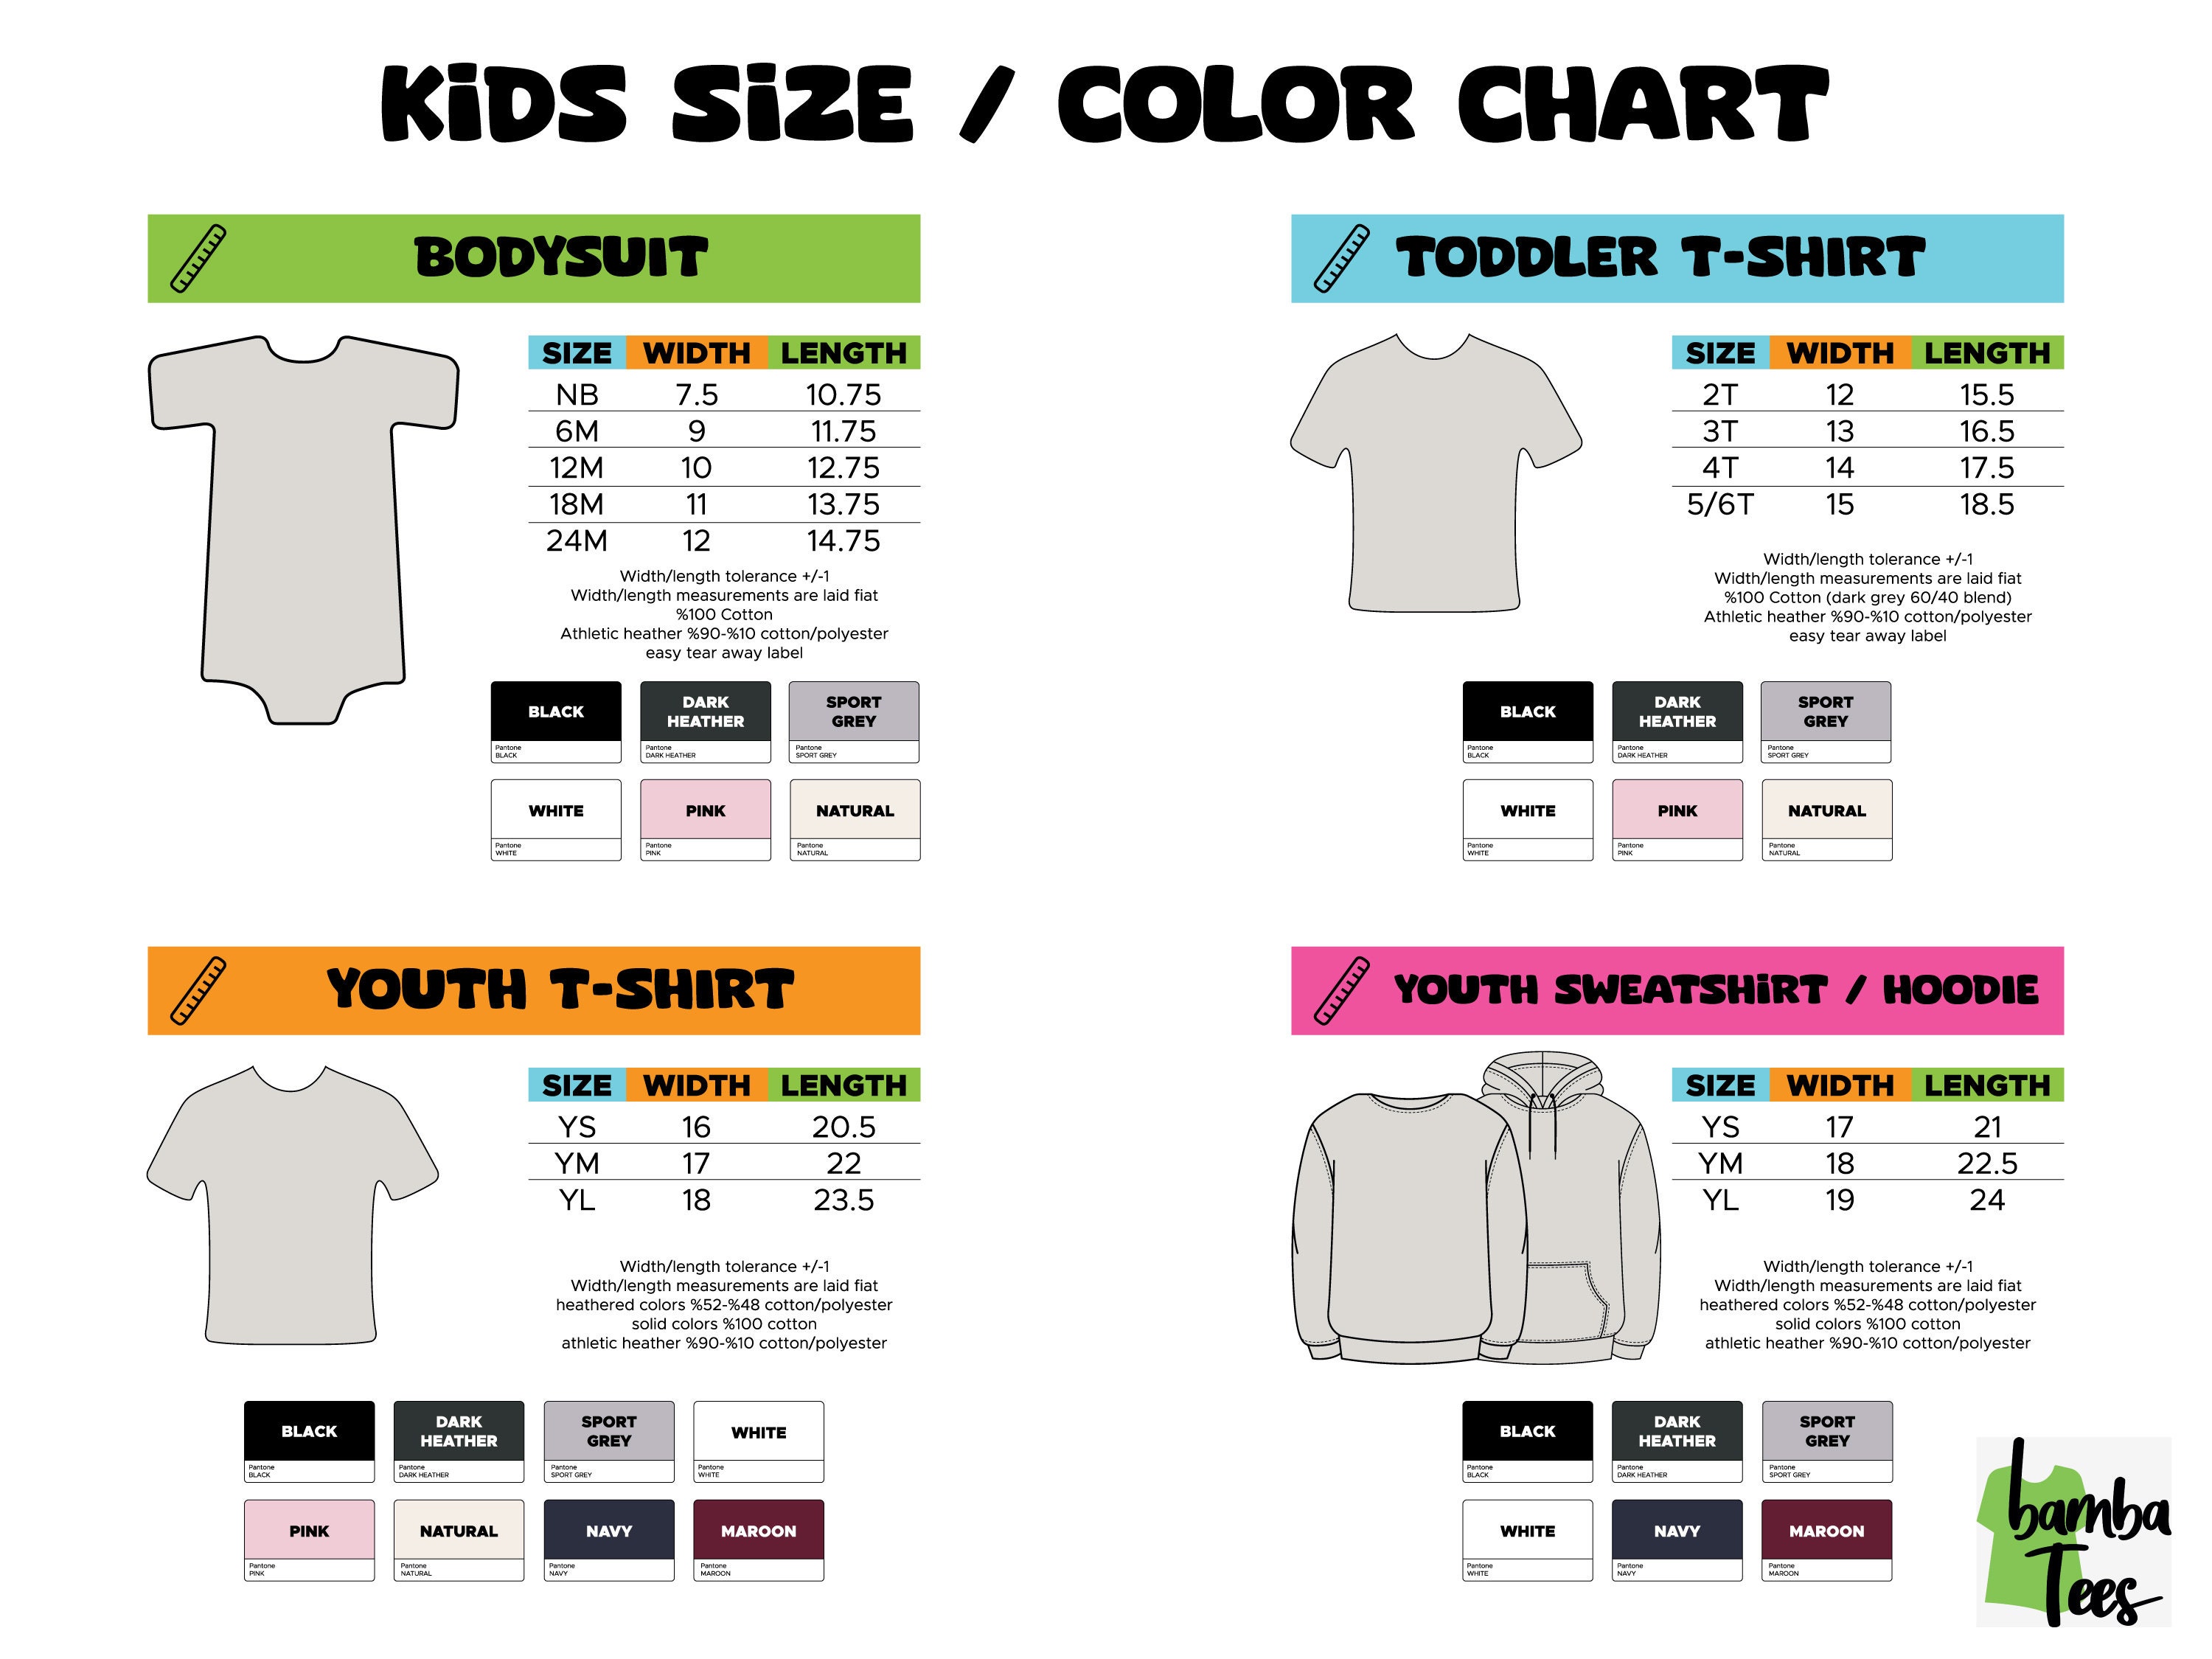 KiDS SiZE / COLOR CHART
BODYSUIT
SIZE WIDTH LENGTH
NB 7.5 10.75
6M 9 11.75
12M 10 12.75
18M 11 13.75
24M 12 14.75
Width/length tolerance +/-1
Width/length measurements are laid fiat
%100 Cotton
Athletic heather %90-%10 cotton/polyester
easy tear away label
BLACK
Pantone
BLACK
DARK
HEATHER
Pantone
DARK HEATHER
SPORT
GREY
Pantone
SPORT GREY
WHITE
Pantone
WHITE
PINK
Pantone
PINK
NATURAL
Pantone
NATURAL
TODDLER T-SHIRT
SIZE WIDTH LENGTH
2T 12 15.5
3T 13 16.5
4T 14 17.5
5/6T 15 18.5
Width/length tolerance +/-1
Width/length measurements are laid fiat
%100 Cotton (dark grey 60/40 blend)
Athletic heather %90-%10 cotton/polyester
easy tear away label
BLACK
Pantone
BLACK
DARK
HEATHER
Pantone
DARK HEATHER
SPORT
GREY
Pantone
SPORT GREY
WHITE
Pantone
WHITE
PINK
Pantone
PINK
NATURAL
Pantone
NATURAL
YOUTH T-SHIRT
SIZE WIDTH LENGTH
YS 16 20.5
YM 17 22
YL 18 23.5
Width/length tolerance +/-1
Width/length measurements are laid fiat
heathered colors %52-%48 cotton/polyester
solid colors %100 cotton
athletic heather %90-%10 cotton/polyester
BLACK
Pantone
BLACK
DARK
HEATHER
Pantone
DARK HEATHER
SPORT
GREY
Pantone
SPORT GREY
WHITE
Pantone
WHITE
PINK
Pantone
PINK
NATURAL
Pantone
NATURAL
NAVY
Pantone
NAVY
MAROON
Pantone
MAROON
YOUTH SWEATSHiRT / HOODIE
SIZE WIDTH LENGTH
YS 17 21
YM 18 22.5
YL 19 24
Width/length tolerance +/-1
Width/length measurements are laid fiat
heathered colors %52-%48 cotton/polyester
solid colors %100 cotton
athletic heather %90-%10 cotton/polyester
BLACK
Pantone
BLACK
DARK
HEATHER
Pantone
DARK HEATHER
SPORT
GREY
Pantone
SPORT GREY
WHITE
Pantone
WHITE
NAVY
Pantone
NAVY
MAROON
Pantone
MAROON
bamba
Tees